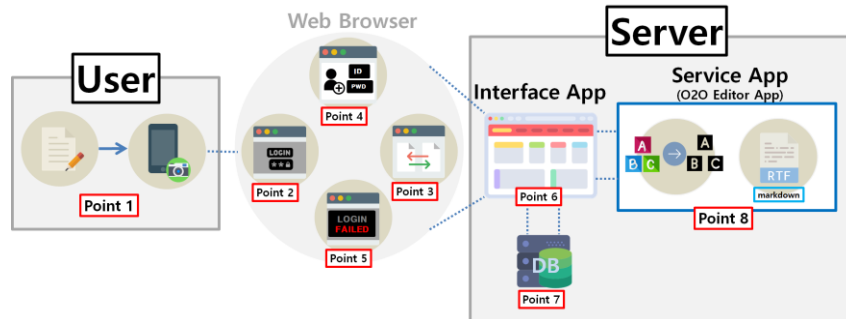 Web Browser
Server
User
ID
PWD
Point 4
Interface App
Service App
(O2O Editor App)
LOGIN
Point 2
Point 3
A
B C
A
B C
RTF
markdown
Point 1
LOGIN
FAILED
Point 5
Point 6
Point 8
DB
Point 7